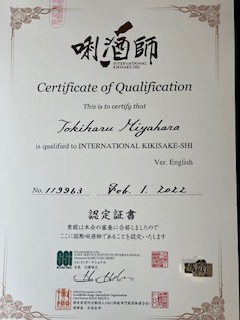 唎酒師
INTERNATIONAL
KIKISAKE-SHI
Certificate of Qualification
This is to certify that
Tokiharu Miyahara
is qualified to INTERNATIONAL KIKISAKE-SHI
Ver. English
No. 119963 Feb. 1. 2022
認定証書
貴殿は本会の審査に合格しましたので
ここに国際唎酒師であることを認定いたします
SSI